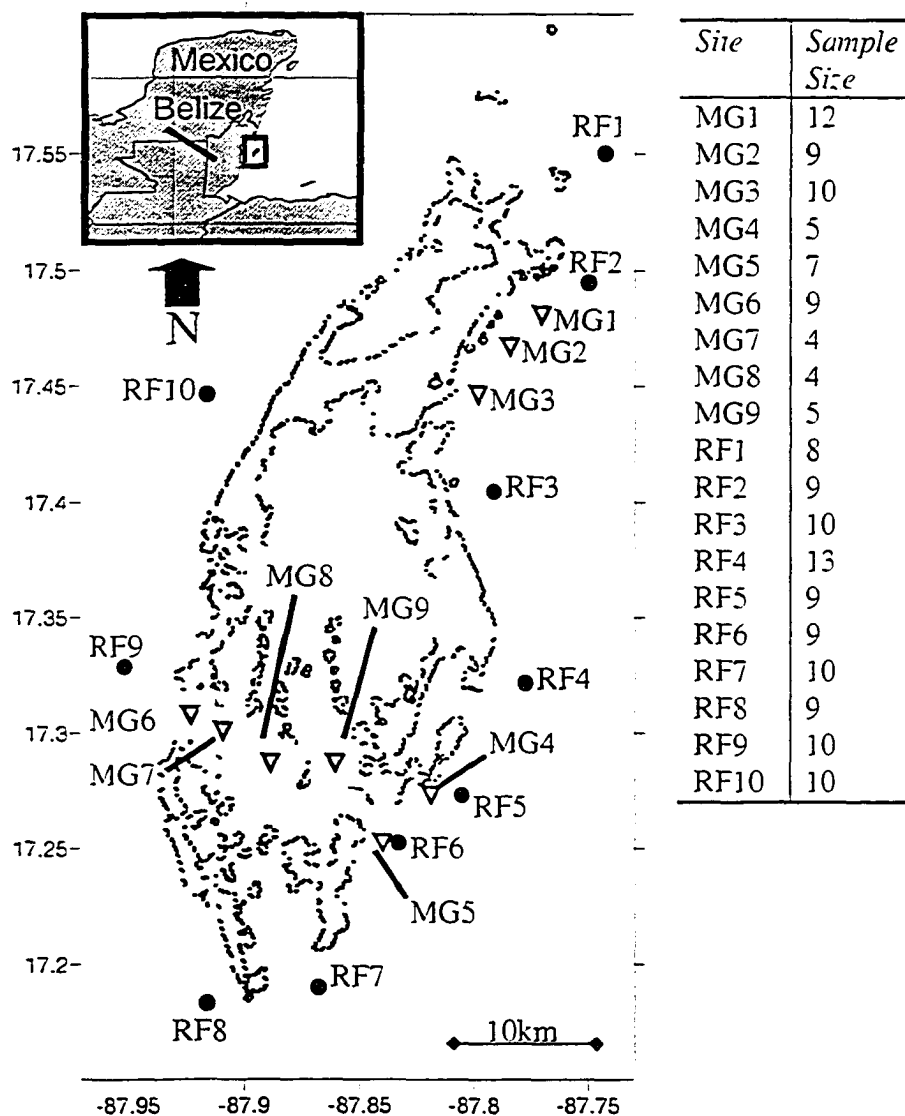 Mexico
Belize
N
17.55
17.5
17.45
17.4
17.35
17.3
17.25
17.2
-87.95
-87.9
-87.85
-87.8
-87.75
RF1
RF2
MG1
MG2
MG3
RF10
RF3
MG8
MG9
RF9
RF4
MG6
MG7
MG4
RF5
RF6
MG5
RF7
RF8
10km
Site Sample
Size
MG1 12
MG2 9
MG3 10
MG4 5
MG5 7
MG6 9
MG7 4
MG8 4
MG9 5
RF1 8
RF2 9
RF3 10
RF4 13
RF5 9
RF6 9
RF7 10
RF8 9
RF9 10
RF10 10